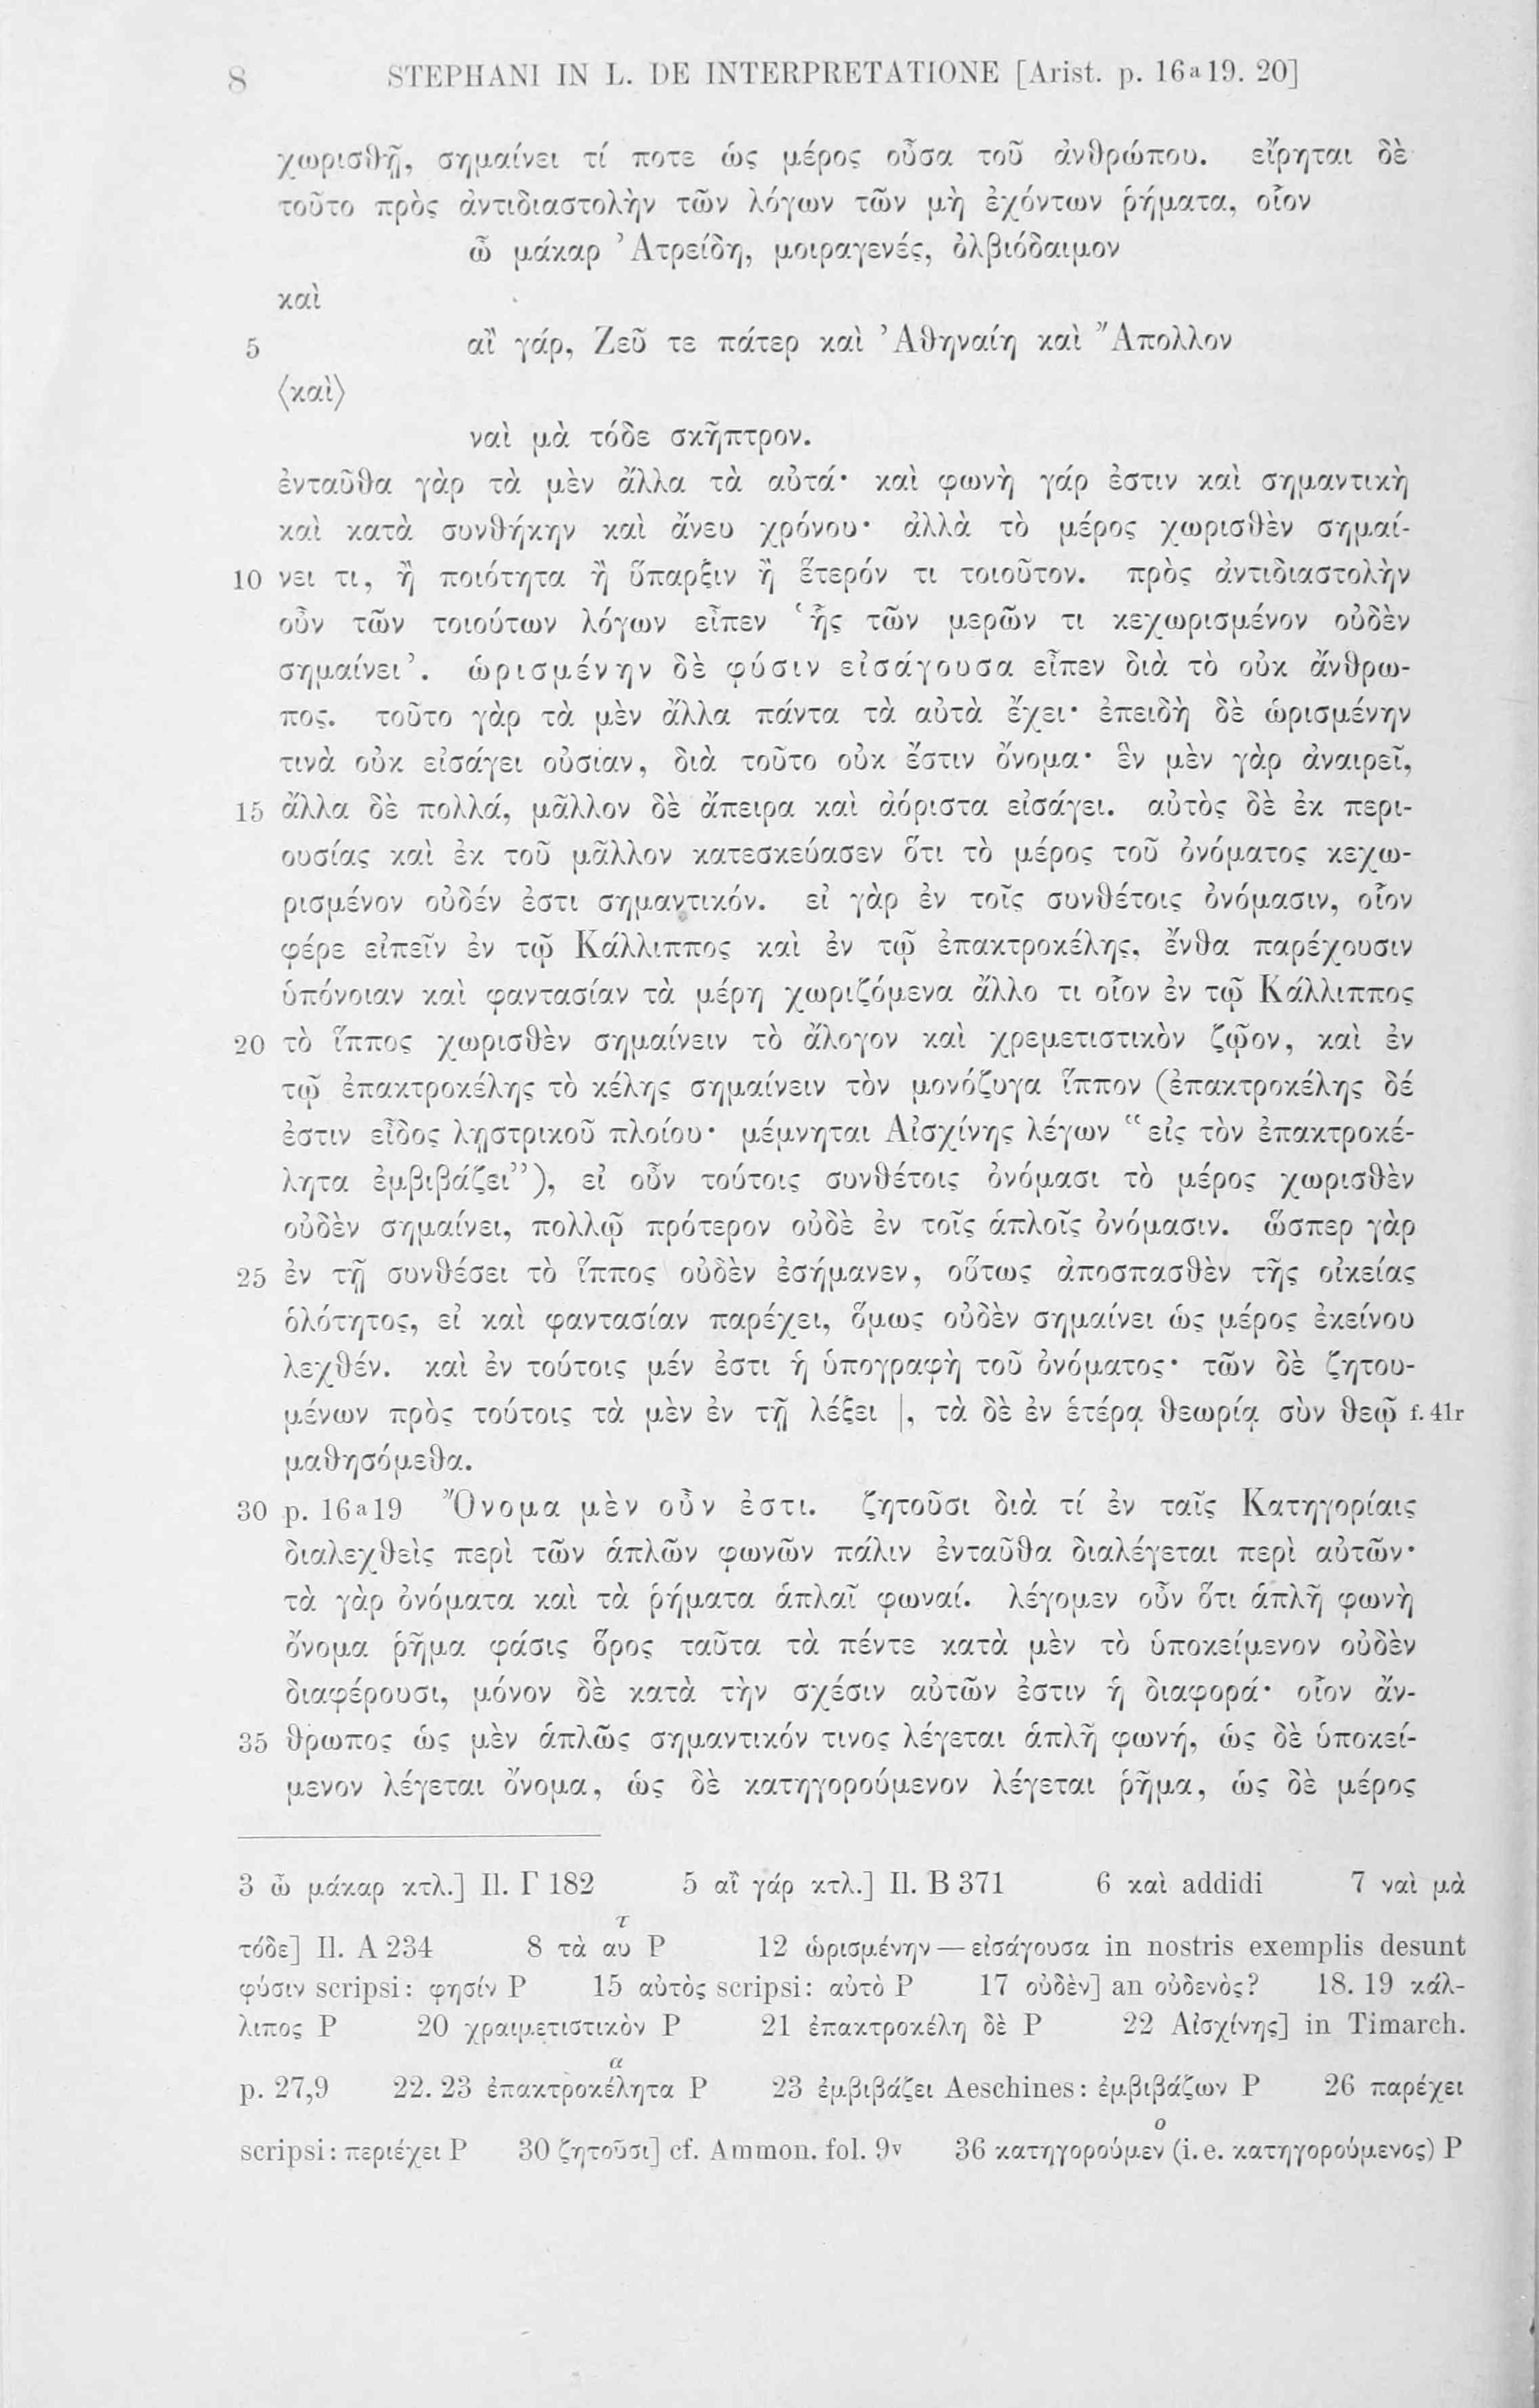 8 STEPHANI IN L. DE INTERPRETATIONE [Arist. p. 16a19. 20]
χωρισθῇ, σημαίνει τί ποτε ὡς μέρος οὖσα τοῦ ἀνθρώπου. εἴρηται δὲ
τοῦτο πρὸς ἀντιδιαστολὴν τῶν λόγων τῶν μὴ ἐχόντων ῥήματα, οἷον
ὦ μάκαρ Ἀτρείδη, μοιραγενές, ὀλβιόδαιμον
καὶ
5 αἲ γάρ, Ζεῦ τε πάτερ καὶ Ἀθηναίη καὶ Ἄπολλον
⟨καὶ⟩
ναὶ μὰ τόδε σκῆπτρον.
ἐνταῦθα γὰρ τὰ μὲν ἄλλα τὰ αὐτά· καὶ φωνὴ γάρ ἐστιν καὶ σημαντικὴ
καὶ κατὰ συνθήκην καὶ ἄνευ χρόνου· ἀλλὰ τὸ μέρος χωρισθὲν σημαί-
10 νει τι, ἢ ποιότητα ἢ ὕπαρξιν ἢ ἕτερόν τι τοιοῦτον. πρὸς ἀντιδιαστολὴν
οὖν τῶν τοιούτων λόγων εἶπεν ‘ἧς τῶν μερῶν τι κεχωρισμένον οὐδὲν
σημαίνει’. ὡρισμένην δὲ φύσιν εἰσάγουσα εἶπεν διὰ τὸ οὐκ ἄνθρω-
πος. τοῦτο γὰρ τὰ μὲν ἄλλα πάντα τὰ αὐτὰ ἔχει· ἐπειδὴ δὲ ὡρισμένην
τινὰ οὐκ εἰσάγει οὐσίαν, διὰ τοῦτο οὐκ ἔστιν ὄνομα· ἓν μὲν γὰρ ἀναιρεῖ,
15 ἄλλα δὲ πολλά, μᾶλλον δὲ ἄπειρα καὶ ἀόριστα εἰσάγει. αὐτὸς δὲ ἐκ περι-
ουσίας καὶ ἐκ τοῦ μᾶλλον κατεσκεύασεν ὅτι τὸ μέρος τοῦ ὀνόματος κεχω-
ρισμένον οὐδέν ἐστι σημαντικόν. εἰ γὰρ ἐν τοῖς συνθέτοις ὀνόμασιν, οἷον
φέρε εἰπεῖν ἐν τῷ Κάλλιππος καὶ ἐν τῷ ἐπακτροκέλης, ἔνθα παρέχουσιν
ὑπόνοιαν καὶ φαντασίαν τὰ μέρη χωριζόμενα ἄλλο τι οἷον ἐν τῷ Κάλλιππος
20 τὸ ἵππος χωρισθὲν σημαίνειν τὸ ἄλογον καὶ χρεμετιστικὸν ζῷον, καὶ ἐν
τῷ ἐπακτροκέλης τὸ κέλης σημαίνειν τὸν μονόζυγα ἵππον (ἐπακτροκέλης δέ
ἐστιν εἶδος λῃστρικοῦ πλοίου· μέμνηται Αἰσχίνης λέγων “εἰς τὸν ἐπακτροκέ-
λητα ἐμβιβάζει”), εἰ οὖν τούτοις συνθέτοις ὀνόμασι τὸ μέρος χωρισθὲν
οὐδὲν σημαίνει, πολλῷ πρότερον οὐδὲ ἐν τοῖς ἁπλοῖς ὀνόμασιν. ὥσπερ γὰρ
25 ἐν τῇ συνθέσει τὸ ἵππος οὐδὲν ἐσήμανεν, οὕτως ἀποσπασθὲν τῆς οἰκείας
ὁλότητος, εἰ καὶ φαντασίαν παρέχει, ὅμως οὐδὲν σημαίνει ὡς μέρος ἐκείνου
λεχθέν. καὶ ἐν τούτοις μέν ἐστι ἡ ὑπογραφὴ τοῦ ὀνόματος· τῶν δὲ ζητου-
μένων πρὸς τούτοις τὰ μὲν ἐν τῇ λέξει |, τὰ δὲ ἐν ἑτέρᾳ θεωρίᾳ σὺν θεῷ f. 41r
μαθησόμεθα.
30 p. 16a19 Ὄνομα μὲν οὖν ἐστι. ζητοῦσι διὰ τί ἐν ταῖς Κατηγορίαις
διαλεχθεὶς περὶ τῶν ἁπλῶν φωνῶν πάλιν ἐνταῦθα διαλέγεται περὶ αὐτῶν·
τὰ γὰρ ὀνόματα καὶ τὰ ῥήματα ἁπλαῖ φωναί. λέγομεν οὖν ὅτι ἁπλῆ φωνὴ
ὄνομα ῥῆμα φάσις ὅρος ταῦτα τὰ πέντε κατὰ μὲν τὸ ὑποκείμενον οὐδὲν
διαφέρουσι, μόνον δὲ κατὰ τὴν σχέσιν αὐτῶν ἐστιν ἡ διαφορά· οἷον ἄν-
35 θρωπος ὡς μὲν ἁπλῶς σημαντικόν τινος λέγεται ἁπλῆ φωνή, ὡς δὲ ὑποκεί-
μενον λέγεται ὄνομα, ὡς δὲ κατηγορούμενον λέγεται ῥῆμα, ὡς δὲ μέρος
3 ὦ μάκαρ κτλ.] Il. Γ 182 5 αἲ γάρ κτλ.] Il. B 371 6 καὶ addidi 7 ναὶ μὰ
τόδε] Il. A 234 8 τὰ αυτ P 12 ὡρισμένην — εἰσάγουσα in nostris exemplis desunt
φύσιν scripsi: φησίν P 15 αὐτὸς scripsi: αὐτὸ P 17 οὐδὲν] an οὐδενὸς? 18. 19 κάλ-
λιπος P 20 χραιμετιστικὸν P 21 ἐπακτροκέλη δὲ P 22 Αἰσχίνης] in Timarch.
p. 27,9 22. 23 ἐπακτροκέλητα α P 23 ἐμβιβάζει Aeschines: ἐμβιβάζων P 26 παρέχει
scripsi: περιέχει P 30 ζητοῦσι] cf. Ammon. fol. 9v 36 κατηγορούμενο (i. e. κατηγορούμενος) P